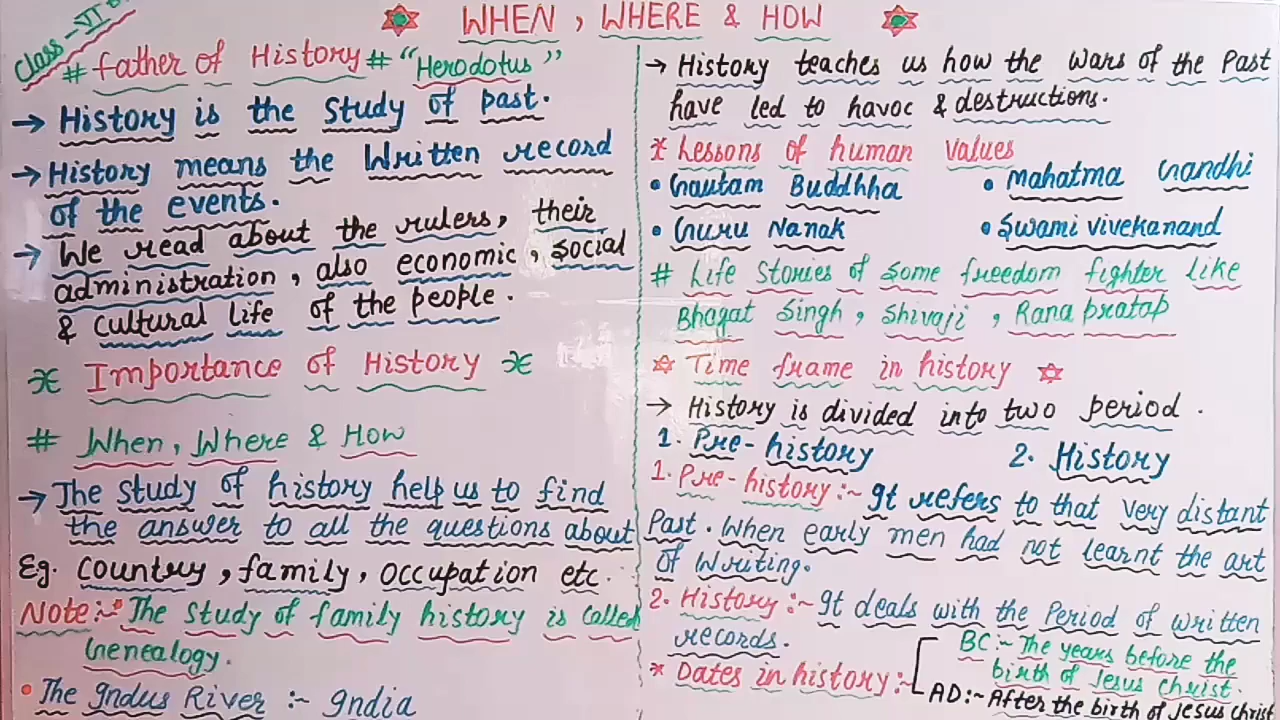 Class-VI
WHEN, WHERE & HOW
# Father of History # "Herodotus"
→ History is the study of past.
→ History means the Written record
of the events.
→ We read about the rulers, their
administration, also economic, social
& cultural life of the people.
Importance of History
# When, Where & How
→ The study of history help us to find
the answer to all the questions about
Eg. Country, family, occupation etc.
Note:- The study of family history is called
Genealogy.
• The Indus River :- India
→ History teaches us how the wars of the Past
have led to havoc & destructions.
* Lessons of human values
• Gautam Buddhha • Mahatma Gandhi
• Guru Nanak • Swami vivekanand
# Life Stories of some freedom fighter like
Bhagat Singh, Shivaji, Rana pratap
Time frame in history
→ History is divided into two period.
1. Pre-history 2. History
1. Pre-history:~ It refers to that very distant
Past. When early men had not learnt the art
of Writing.
2. History:~ It deals with the Period of written
records.
* Dates in history:-
BC:~ The years before the
birth of Jesus christ.
AD:~ After the birth of Jesus christ